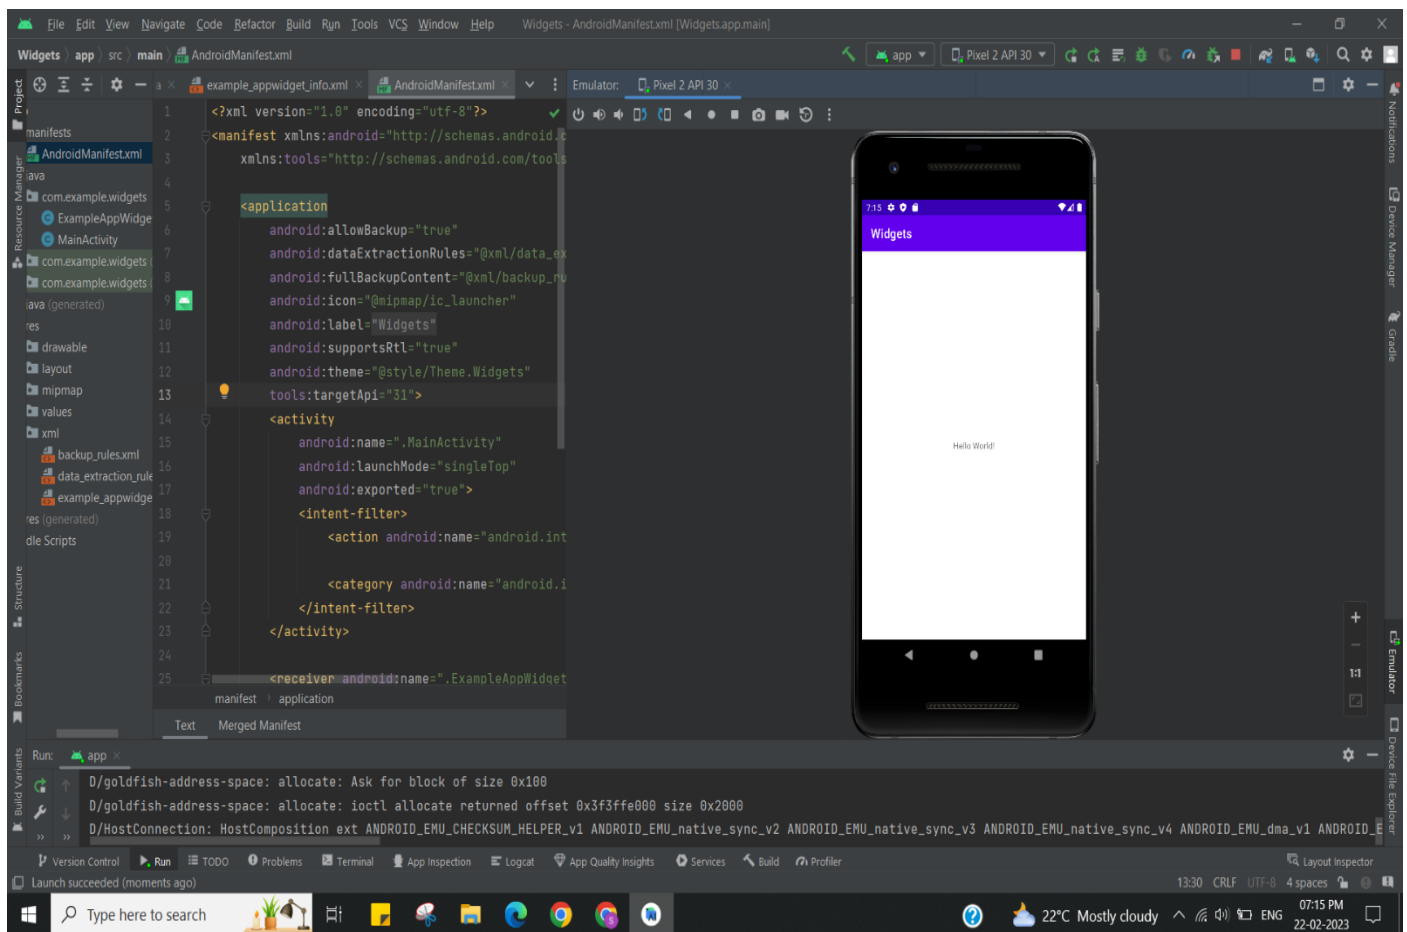 File Edit View Navigate Code Refactor Build Run Tools VCS Window Help Widgets - AndroidManifest.xml [Widgets.app.main]
Widgets app src main AndroidManifest.xml app Pixel 2 API 30
a example_appwidget_info.xml AndroidManifest.xml Emulator: Pixel 2 API 30
Project
Resource Manager
Structure
Bookmarks
Build Variants
manifests
AndroidManifest.xml
java
com.example.widgets
ExampleAppWidge
MainActivity
com.example.widgets
com.example.widgets
java (generated)
res
drawable
layout
mipmap
values
xml
backup_rules.xml
data_extraction_rule
example_appwidge
res (generated)
dle Scripts
1 <?xml version="1.0" encoding="utf-8"?>
2 <manifest xmlns:android="http://schemas.android.c
3 xmlns:tools="http://schemas.android.com/tools
4
5 <application
6 android:allowBackup="true"
7 android:dataExtractionRules="@xml/data_ex
8 android:fullBackupContent="@xml/backup_ru
9 android:icon="@mipmap/ic_launcher"
10 android:label="Widgets"
11 android:supportsRtl="true"
12 android:theme="@style/Theme.Widgets"
13 tools:targetApi="31">
14 <activity
15 android:name=".MainActivity"
16 android:launchMode="singleTop"
17 android:exported="true">
18 <intent-filter>
19 <action android:name="android.int
20
21 <category android:name="android.i
22 </intent-filter>
23 </activity>
24
25 <receiver android:name=".ExampleAppWidget
manifest application
Text Merged Manifest
7:15
Widgets
Hello World!
1:1
Notifications
Device Manager
Gradle
Emulator
Device File Explorer
Run: app
D/goldfish-address-space: allocate: Ask for block of size 0x100
D/goldfish-address-space: allocate: ioctl allocate returned offset 0x3f3ffe000 size 0x2000
D/HostConnection: HostComposition ext ANDROID_EMU_CHECKSUM_HELPER_v1 ANDROID_EMU_native_sync_v2 ANDROID_EMU_native_sync_v3 ANDROID_EMU_native_sync_v4 ANDROID_EMU_dma_v1 ANDROID_E
Version Control Run TODO Problems Terminal App Inspection Logcat App Quality Insights Services Build Profiler Layout Inspector
Launch succeeded (moments ago) 13:30 CRLF UTF-8 4 spaces
Type here to search 22°C Mostly cloudy ENG 07:15 PM
22-02-2023